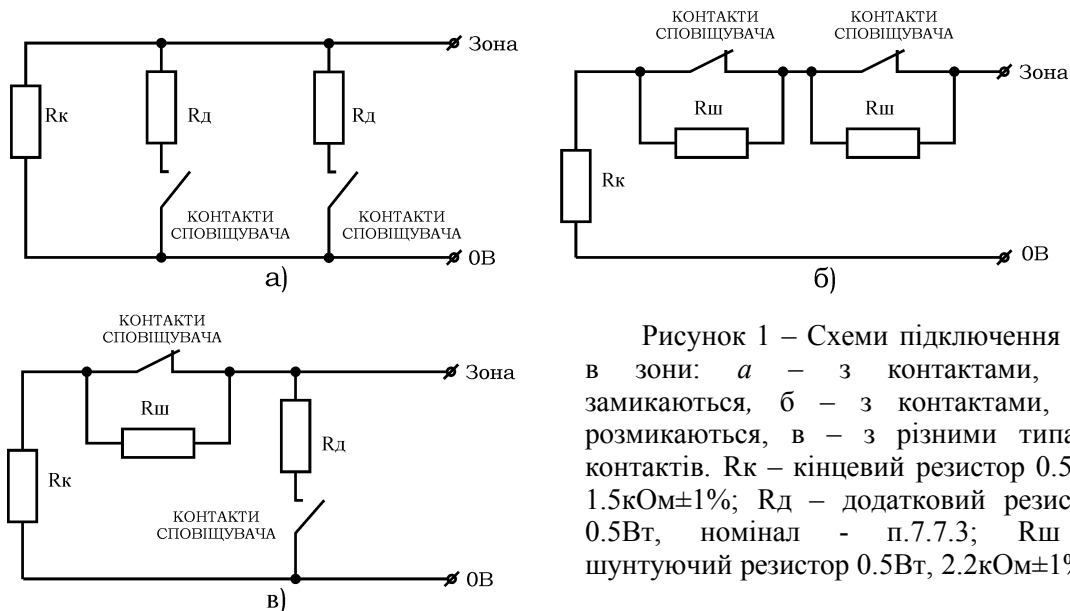 Зона
Rк
Rд
Rд
КОНТАКТИ
СПОВІЩУВАЧА
КОНТАКТИ
СПОВІЩУВАЧА
0В
а)
КОНТАКТИ
СПОВІЩУВАЧА
КОНТАКТИ
СПОВІЩУВАЧА
Зона
Rш
Rш
Rк
0В
б)
КОНТАКТИ
СПОВІЩУВАЧА
Зона
Rш
Rд
Rк
КОНТАКТИ
СПОВІЩУВАЧА
0В
в)
Рисунок 1 – Схеми підключення
в зони: а – з контактами,
замикаються, б – з контактами,
розмикаються, в – з різними типа
контактів. Rк – кінцевий резистор 0.5
1.5кОм±1%; Rд – додатковий резис
0.5Вт, номінал - п.7.7.3; Rш
шунтуючий резистор 0.5Вт, 2.2кОм±1%